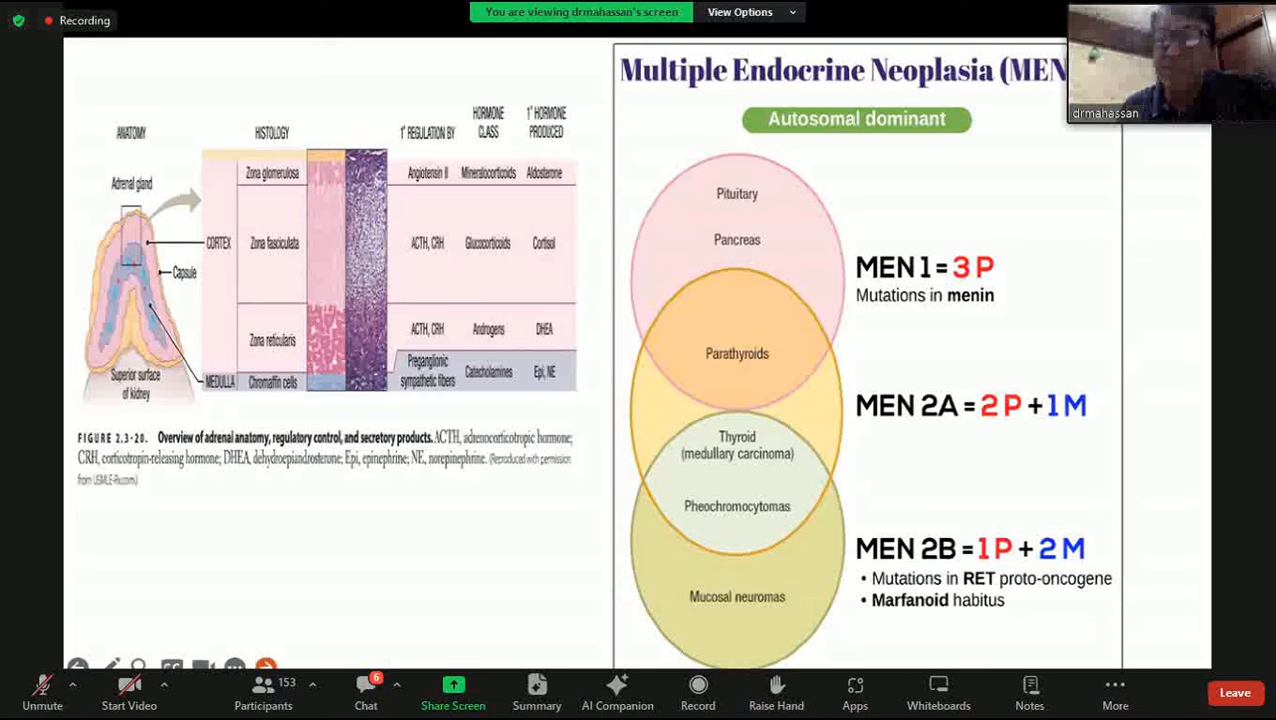 Recording
You are viewing drmahassan's screen
View Options
drmahassan
Multiple Endocrine Neoplasia (MEN
Autosomal dominant
ANATOMY
HISTOLOGY
1° REGULATION BY
HORMONE
CLASS
1° HORMONE
PRODUCED
Adrenal gland
CORTEX
Capsule
MEDULLA
Superior surface
of kidney
Zona glomerulosa
Angiotensin II
Mineralocorticoids
Aldosterone
Zona fasciculata
ACTH, CRH
Glucocorticoids
Cortisol
Zona reticularis
ACTH, CRH
Androgens
DHEA
Chromaffin cells
Preganglionic
sympathetic fibers
Catecholamines
Epi, NE
FIGURE 2.3-20. Overview of adrenal anatomy, regulatory control, and secretory products. ACTH, adrenocorticotropic hormone;
CRH, corticotropin-releasing hormone; DHEA, dehydroepiandrosterone; Epi, epinephrine; NE, norepinephrine. (Reproduced with permission
from USMLE-Rx.com.)
Pituitary
Pancreas
Parathyroids
Thyroid
(medullary carcinoma)
Pheochromocytomas
Mucosal neuromas
MEN 1 = 3 P
Mutations in menin
MEN 2A = 2 P + 1 M
MEN 2B = 1 P + 2 M
• Mutations in RET proto-oncogene
• Marfanoid habitus
Unmute
Start Video
153
Participants
6
Chat
Share Screen
Summary
AI Companion
Record
Raise Hand
Apps
Whiteboards
Notes
More
Leave